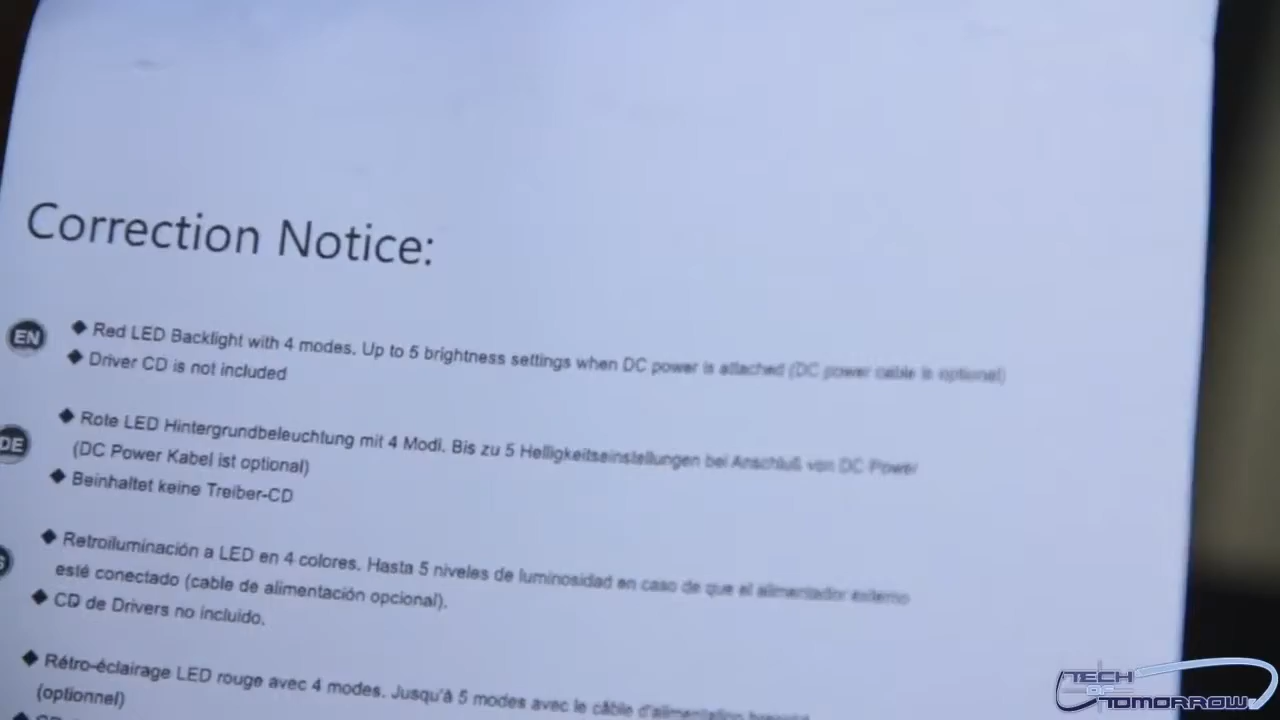 Correction Notice:
EN
◆ Red LED Backlight with 4 modes. Up to 5 brightness settings when DC power is attached (DC power cable is optional)
◆ Driver CD is not included
DE
◆ Rote LED Hintergrundbeleuchtung mit 4 Modi. Bis zu 5 Helligkeitseinstellungen bei Anschluß von DC Power
(DC Power Kabel ist optional)
◆ Beinhaltet keine Treiber-CD
◆ Retroiluminación a LED en 4 colores. Hasta 5 niveles de luminosidad en caso de que el alimentador externo
esté conectado (cable de alimentación opcional).
◆ CD de Drivers no incluido.
◆ Rétro-éclairage LED rouge avec 4 modes. Jusqu'à 5 modes avec le câble d'alimentation
(optionnel)
TECH
OF
TOMORROW